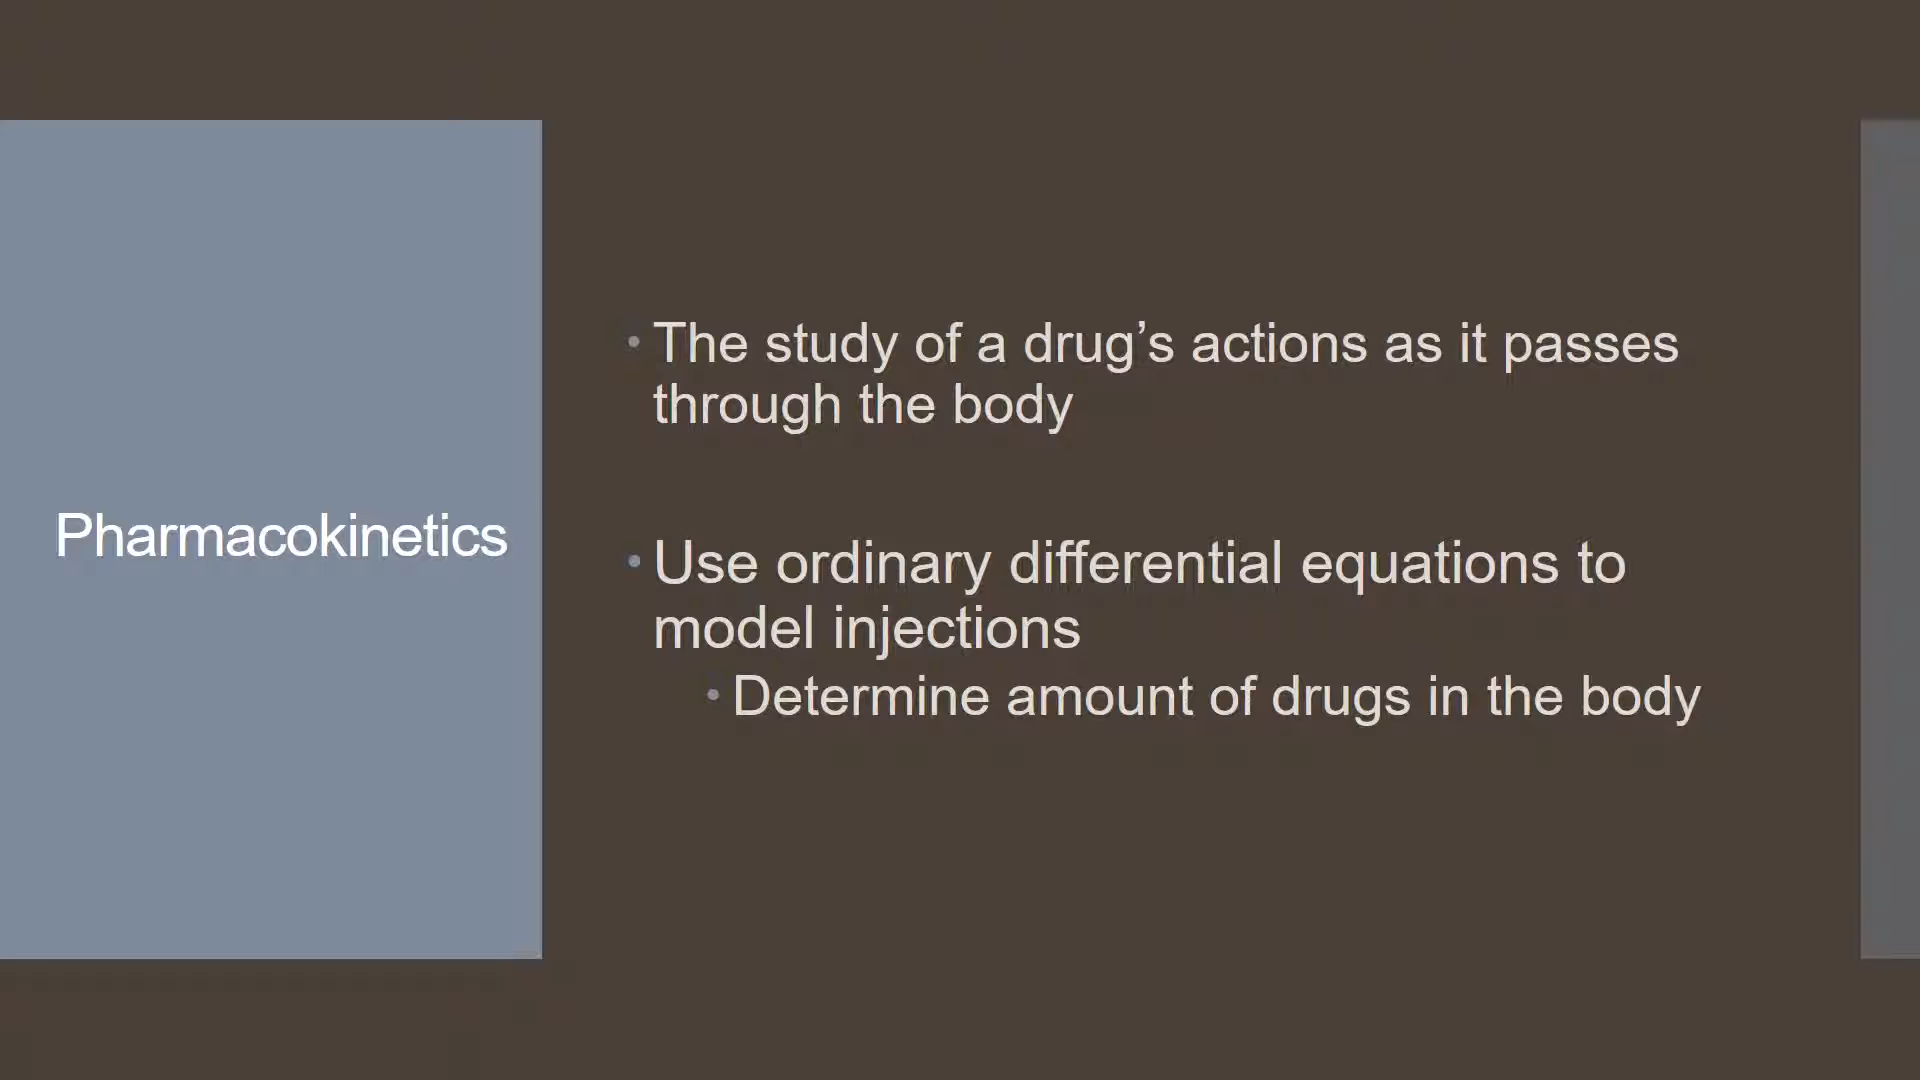 Pharmacokinetics
• The study of a drug’s actions as it passes
through the body
• Use ordinary differential equations to
model injections
• Determine amount of drugs in the body